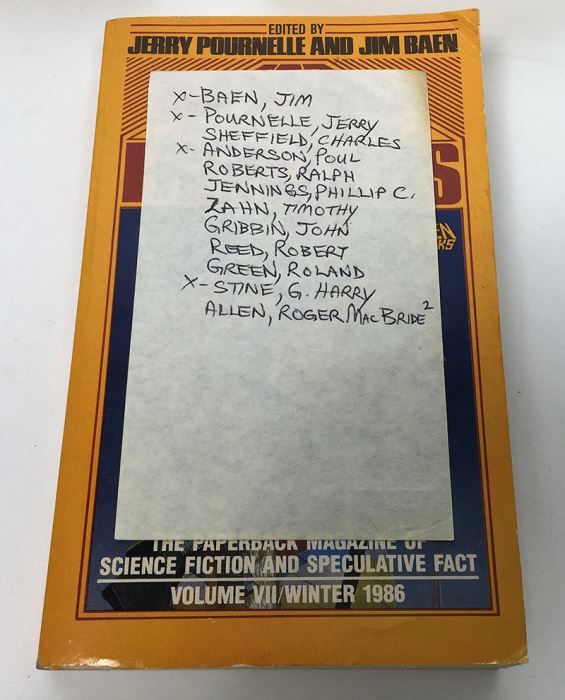 EDITED BY
JERRY POURNELLE AND JIM BAEN
x-BAEN, JIM
x-POURNELLE, JERRY
SHEFFIELD, CHARLES
x-ANDERSON, POUL
ROBERTS, RALPH
JENNINGS, PHILLIP C.
ZAHN, TIMOTHY
GRIBBIN, JOHN
REED, ROBERT
GREEN, ROLAND
X-STINE, G. HARRY
ALLEN, ROGER MACBRIDE 2
THE PAPERBACK MAGAZINE OF
SCIENCE FICTION AND SPECULATIVE FACT
VOLUME VII/WINTER 1986